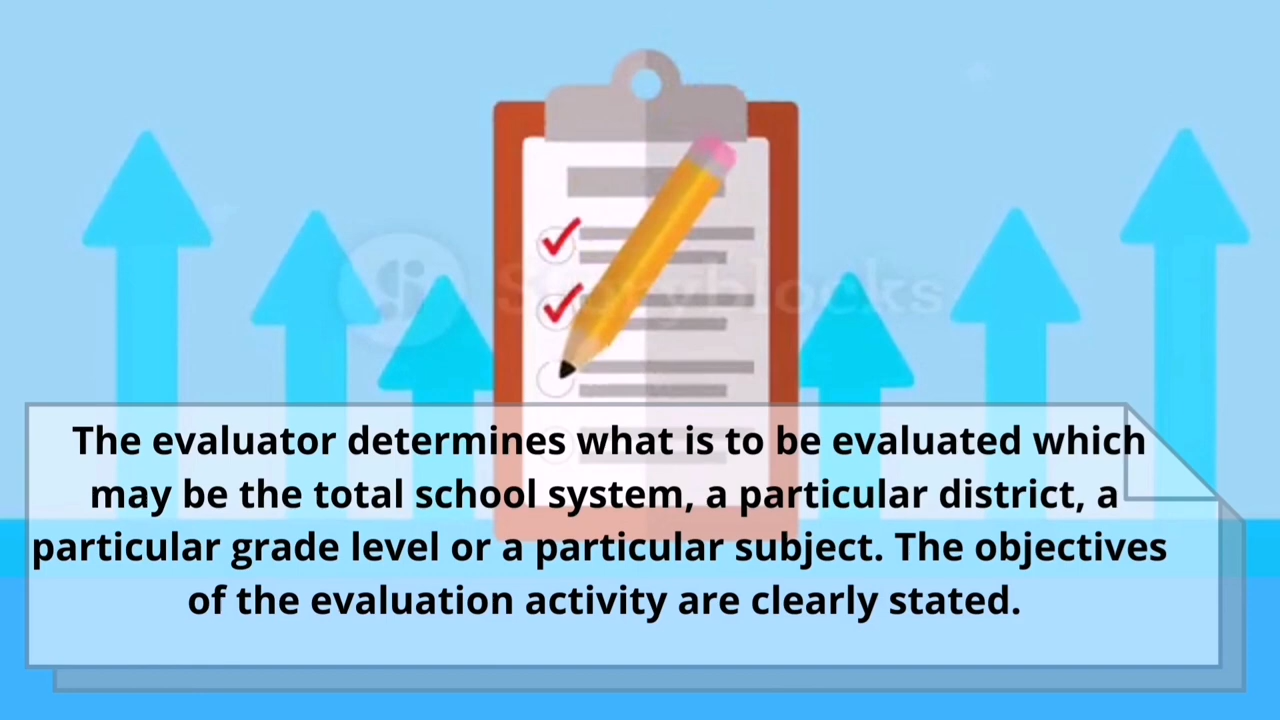 Storyblocks
The evaluator determines what is to be evaluated which
may be the total school system, a particular district, a
particular grade level or a particular subject. The objectives
of the evaluation activity are clearly stated.